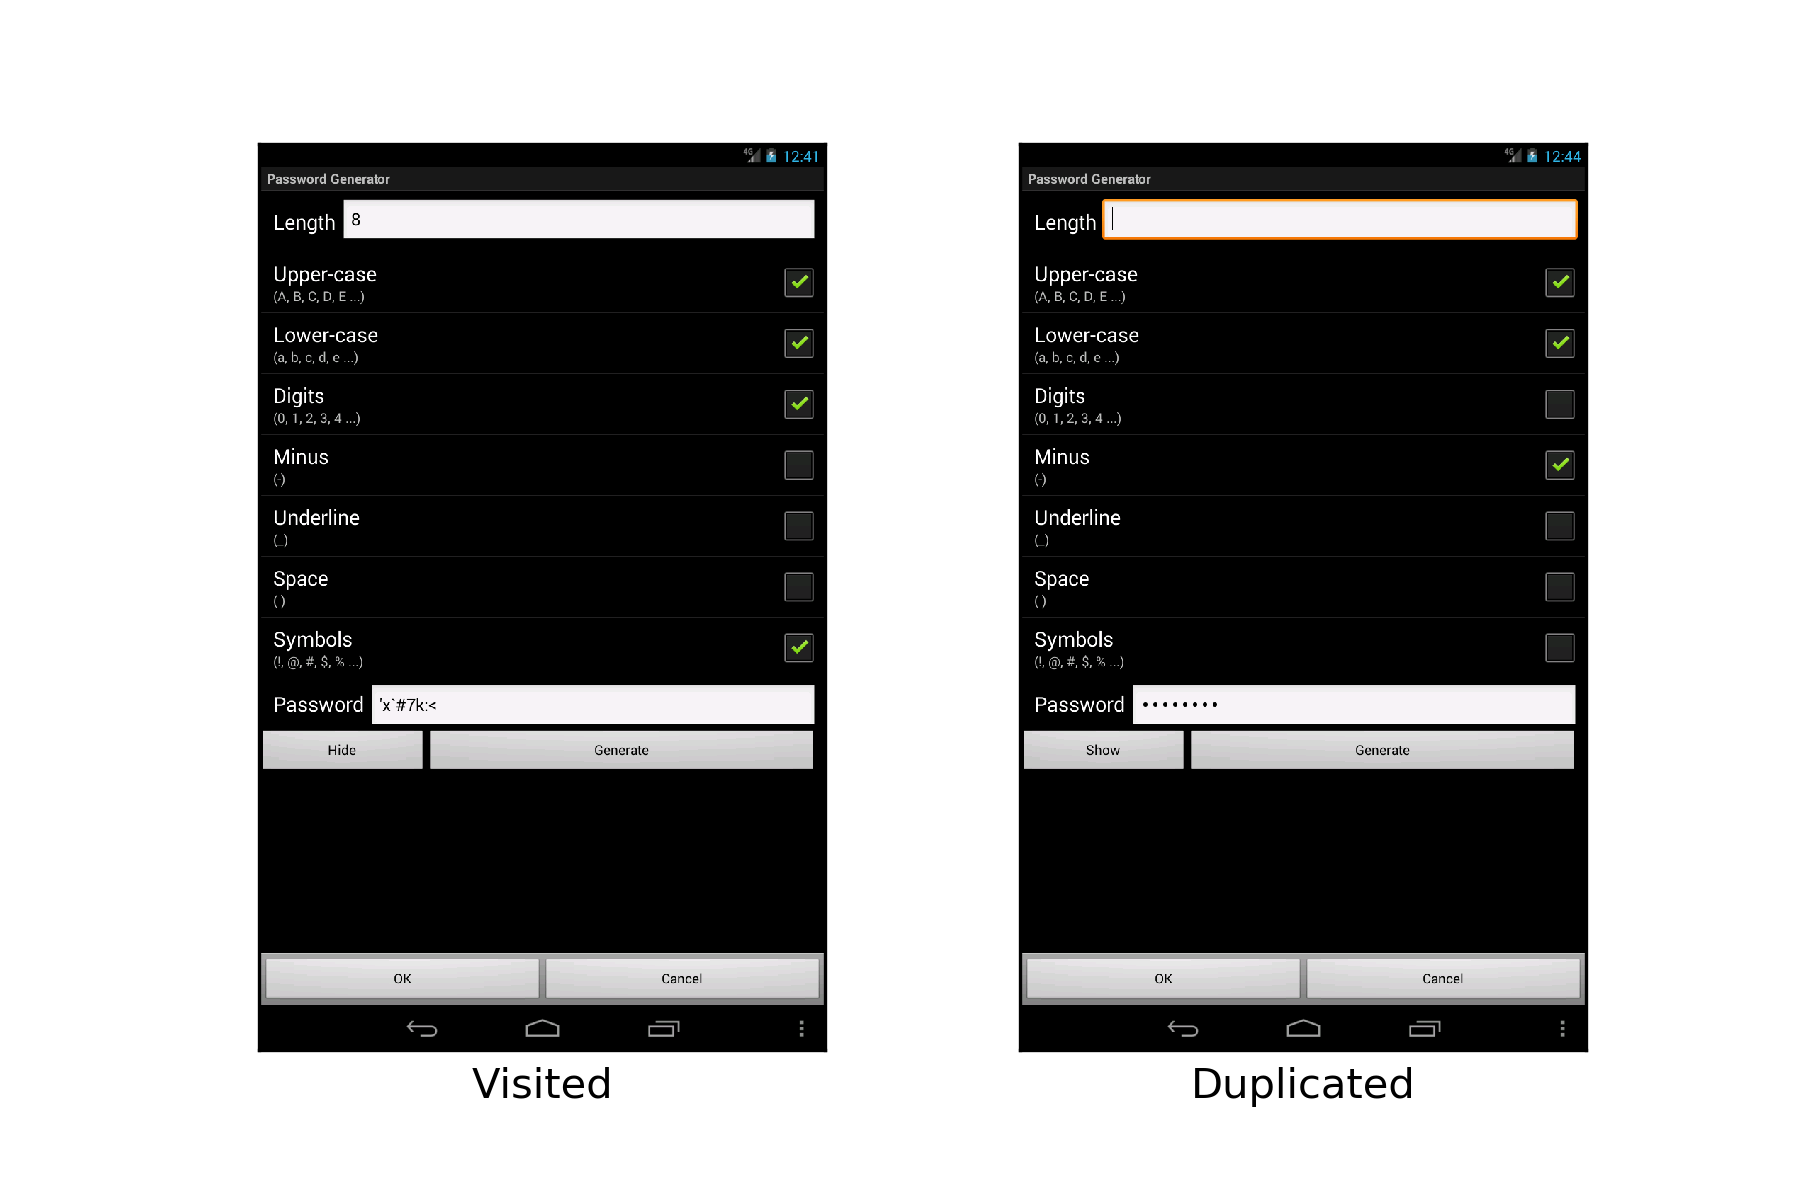 4G 12:41
Password Generator
Length 8
Upper-case
(A, B, C, D, E ...)
Lower-case
(a, b, c, d, e ...)
Digits
(0, 1, 2, 3, 4 ...)
Minus
(-)
Underline
(_)
Space
( )
Symbols
(!, @, #, $, % ...)
Password 'x`#7k:<
Hide Generate
OK Cancel
Visited
4G 12:44
Password Generator
Length
Upper-case
(A, B, C, D, E ...)
Lower-case
(a, b, c, d, e ...)
Digits
(0, 1, 2, 3, 4 ...)
Minus
(-)
Underline
(_)
Space
( )
Symbols
(!, @, #, $, % ...)
Password ••••••••
Show Generate
OK Cancel
Duplicated